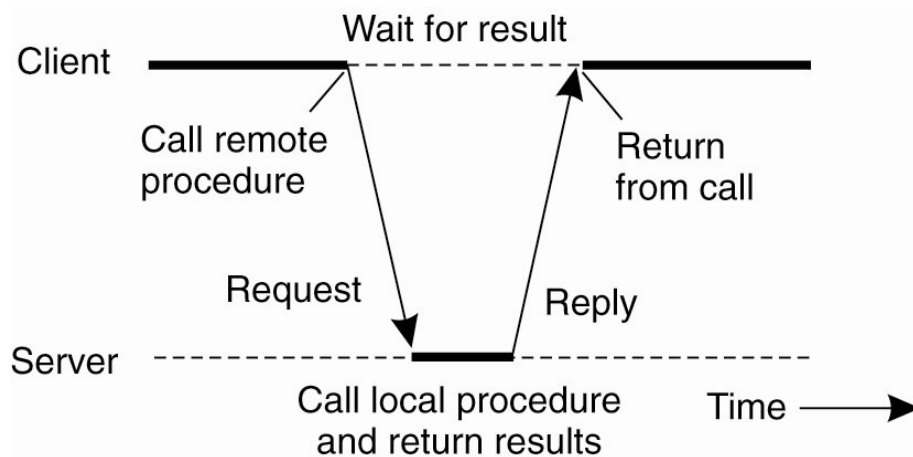 Wait for result
Client
Call remote
procedure
Return
from call
Request
Reply
Server
Call local procedure
and return results
Time